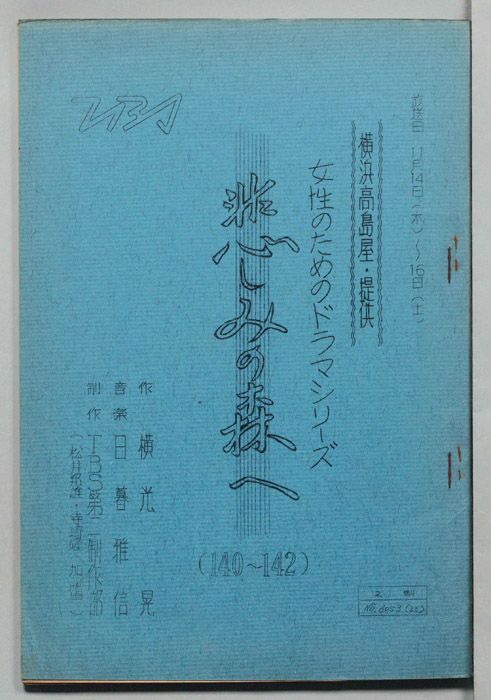 放送日 11月14日(木)〜16日(土)
横浜高島屋・提供
女性のためのドラマシリーズ
悲しみの森へ
(140〜142)
TBS
作 横光晃
音楽 日暮雅信
制作 TBS第二制作部
2制